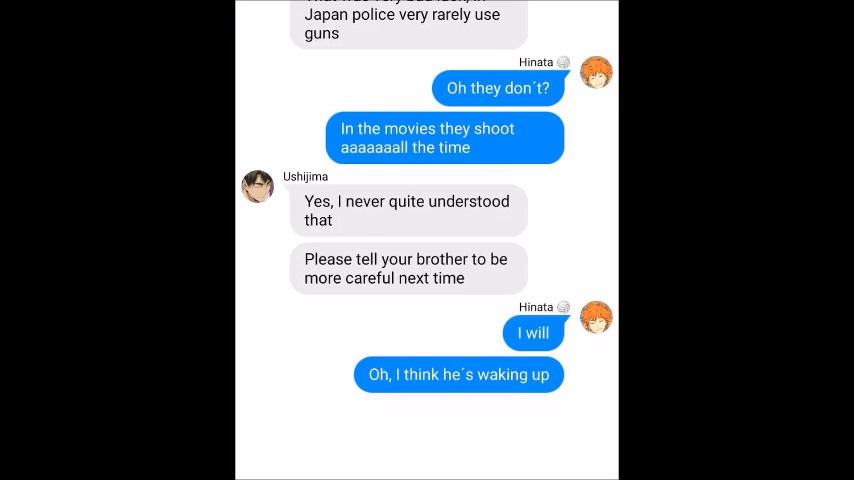 Japan police very rarely use
guns
Hinata
Oh they don´t?
In the movies they shoot
aaaaaaall the time
Ushijima
Yes, I never quite understood
that
Please tell your brother to be
more careful next time
Hinata
I will
Oh, I think he´s waking up